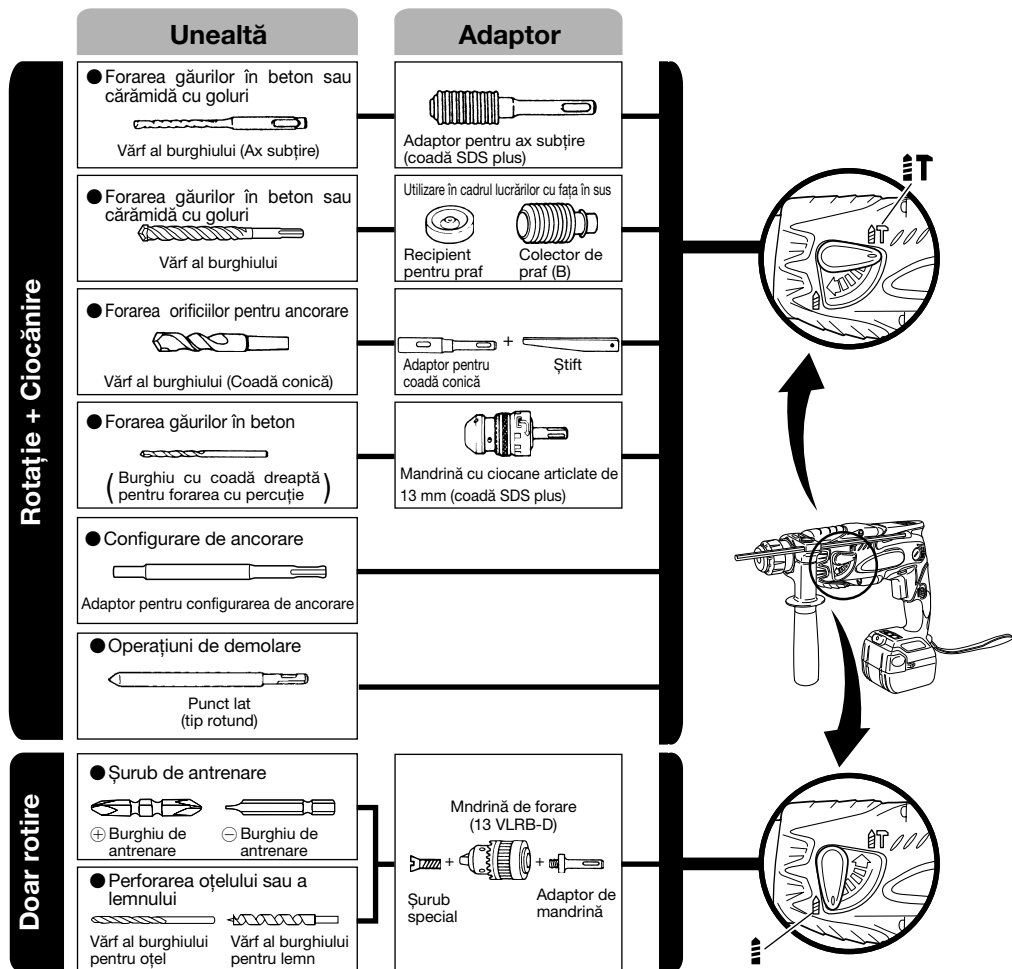 Unealtă
Adaptor
Rotație + Ciocănire
● Forarea găurilor în beton sau
cărămidă cu goluri
Vârf al burghiului (Ax subțire)
Adaptor pentru ax subțire
(coadă SDS plus)
● Forarea găurilor în beton sau
cărămidă cu goluri
Vârf al burghiului
Utilizare în cadrul lucrărilor cu fața în sus
Recipient
pentru praf
Colector de
praf (B)
● Forarea orificiilor pentru ancorare
Vârf al burghiului (Coadă conică)
+
Adaptor pentru
coadă conică
Știft
● Forarea găurilor în beton
(Burghiu cu coadă dreaptă
pentru forarea cu percuție)
Mandrină cu ciocane articlate de
13 mm (coadă SDS plus)
● Configurare de ancorare
Adaptor pentru configurarea de ancorare
● Operațiuni de demolare
Punct lat
(tip rotund)
Doar rotire
● Șurub de antrenare
⊕ Burghiu de
antrenare
⊖ Burghiu de
antrenare
● Perforarea oțelului sau a
lemnului
Vârf al burghiului
pentru oțel
Vârf al burghiului
pentru lemn
Mndrină de forare
(13 VLRB-D)
+ +
Șurub
special
Adaptor de
mandrină